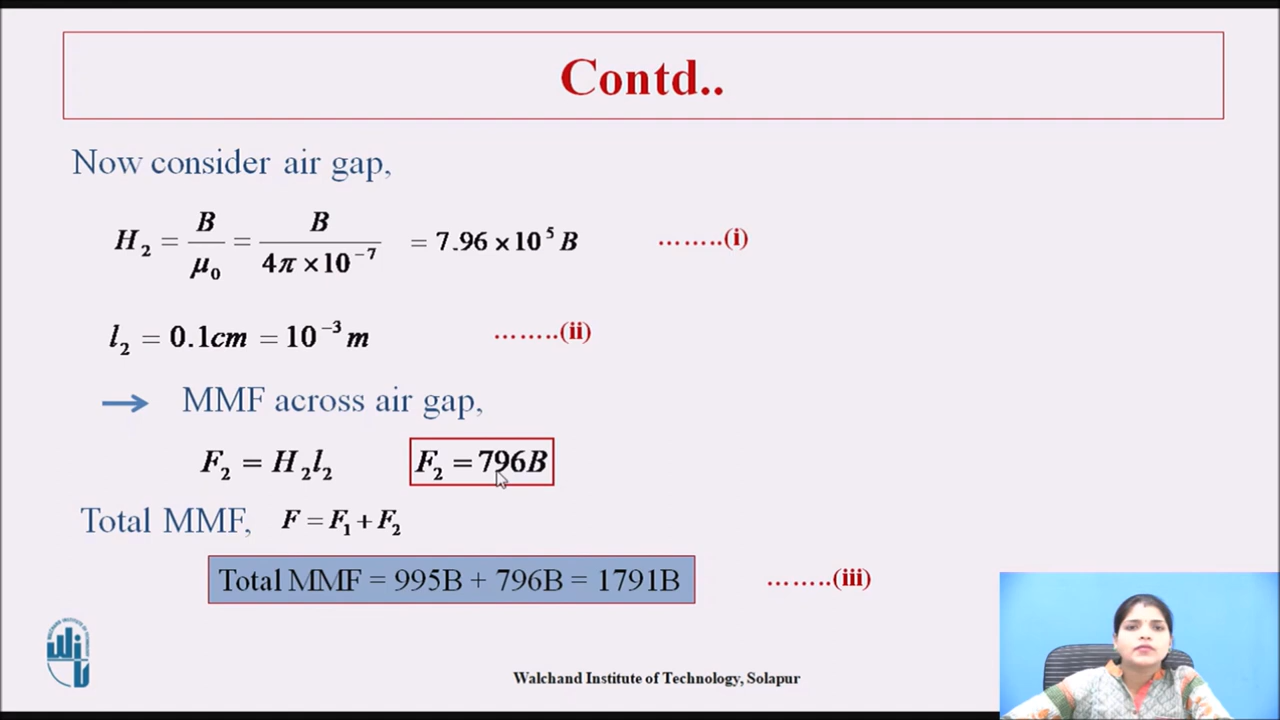 Contd..
Now consider air gap,
H₂ = B/μ₀ = B/(4π ×10⁻⁷) = 7.96 ×10⁵ B ........(i)
l₂ = 0.1cm = 10⁻³ m ........(ii)
MMF across air gap,
F₂ = H₂l₂ F₂ = 796B
Total MMF, F = F₁ + F₂
Total MMF = 995B + 796B = 1791B ........(iii)
Walchand Institute of Technology, Solapur